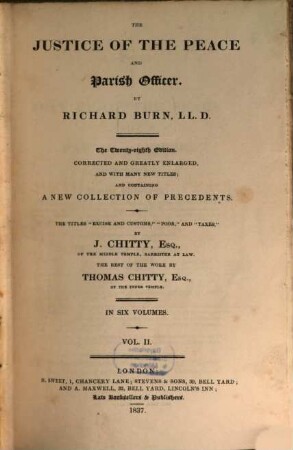 THE
JUSTICE OF THE PEACE
AND
Parish Officer.
BY
RICHARD BURN, LL. D.
The Twenty-eighth Edition.
CORRECTED AND GREATLY ENLARGED,
AND WITH MANY NEW TITLES;
AND CONTAINING
A NEW COLLECTION OF PRECEDENTS.
THE TITLES "EXCISE AND CUSTOMS," "POOR," AND "TAXES,"
BY
J. CHITTY, ESQ.,
OF THE MIDDLE TEMPLE, BARRISTER AT LAW.
THE REST OF THE WORK BY
THOMAS CHITTY, ESQ.,
OF THE INNER TEMPLE.
IN SIX VOLUMES.
VOL. II.
LONDON:
S. SWEET, 1, CHANCERY LANE; STEVENS & SONS, 39, BELL YARD;
AND A. MAXWELL, 32, BELL YARD, LINCOLN'S INN;
Law Booksellers & Publishers.
1837.